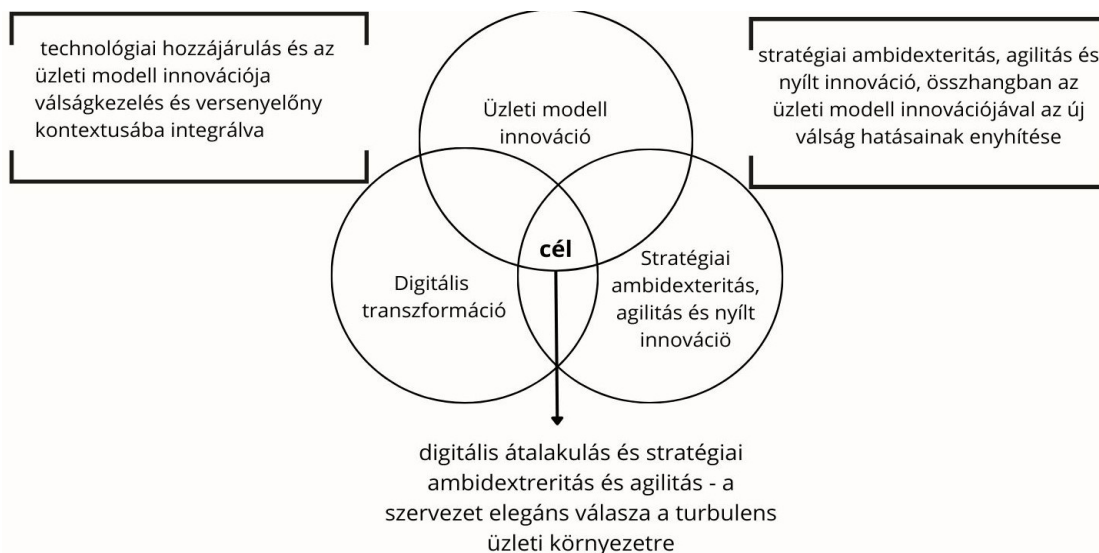 technológiai hozzájárulás és az
üzleti modell innovációja
válságkezelés és versenyelőny
kontextusába integrálva
stratégiai ambidexteritás, agilitás és
nyílt innováció, összhangban az
üzleti modell innovációjával az új
válság hatásainak enyhítése
Üzleti modell
innováció
cél
Digitális
transzformáció
Stratégiai
ambidexteritás,
agilitás és nyílt
innováciö
digitális átalakulás és stratégiai
ambidextreritás és agilitás - a
szervezet elegáns válasza a turbulens
üzleti környezetre